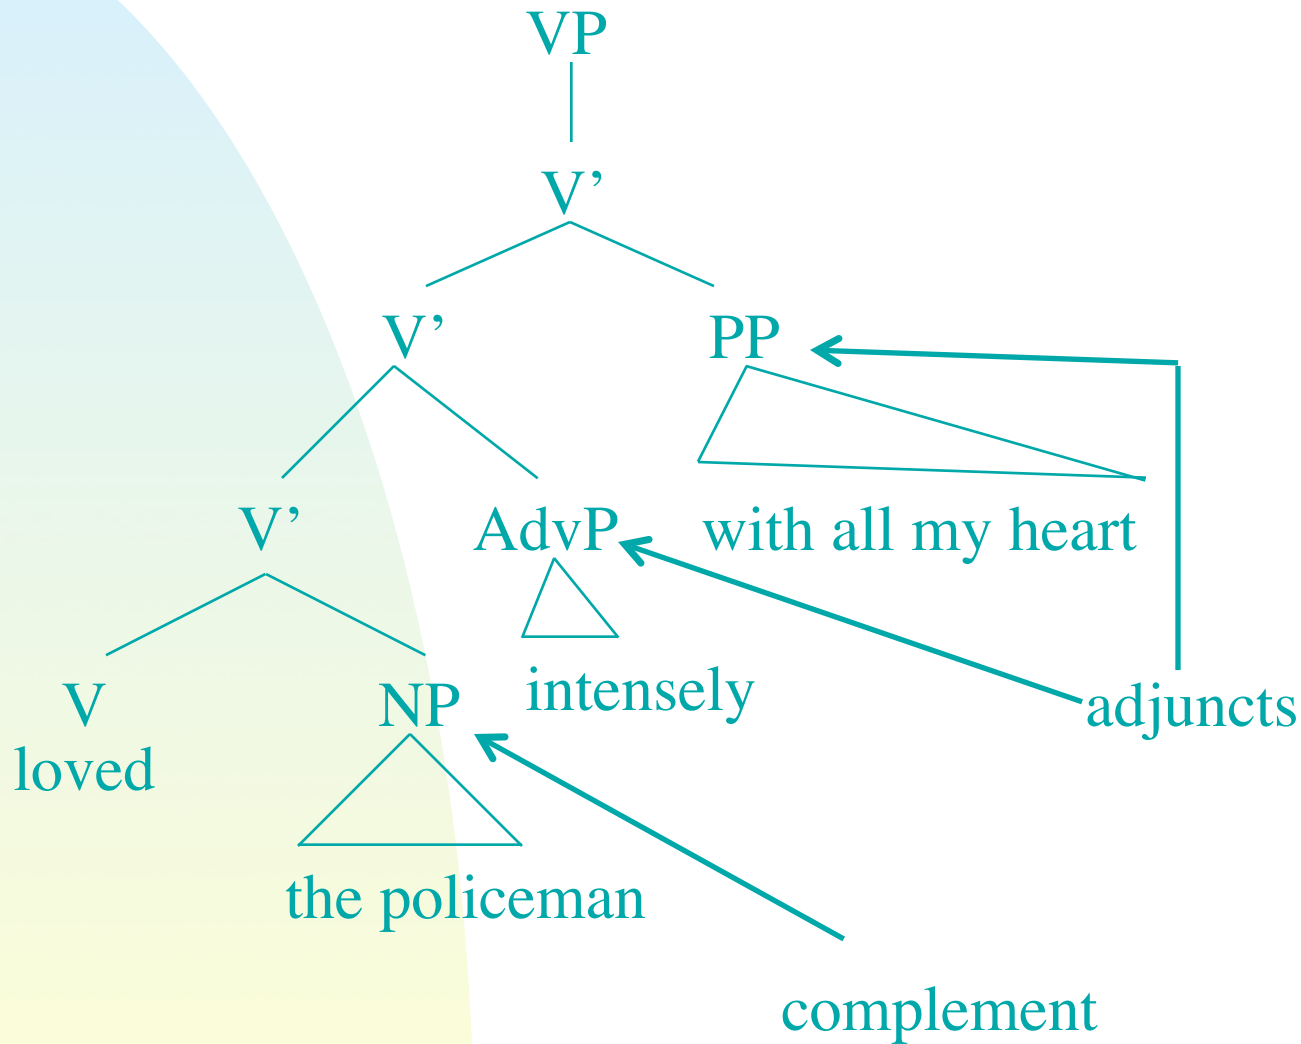 VP
V’
V’ PP
V’ AdvP with all my heart
V NP intensely adjuncts
loved
the policeman
complement